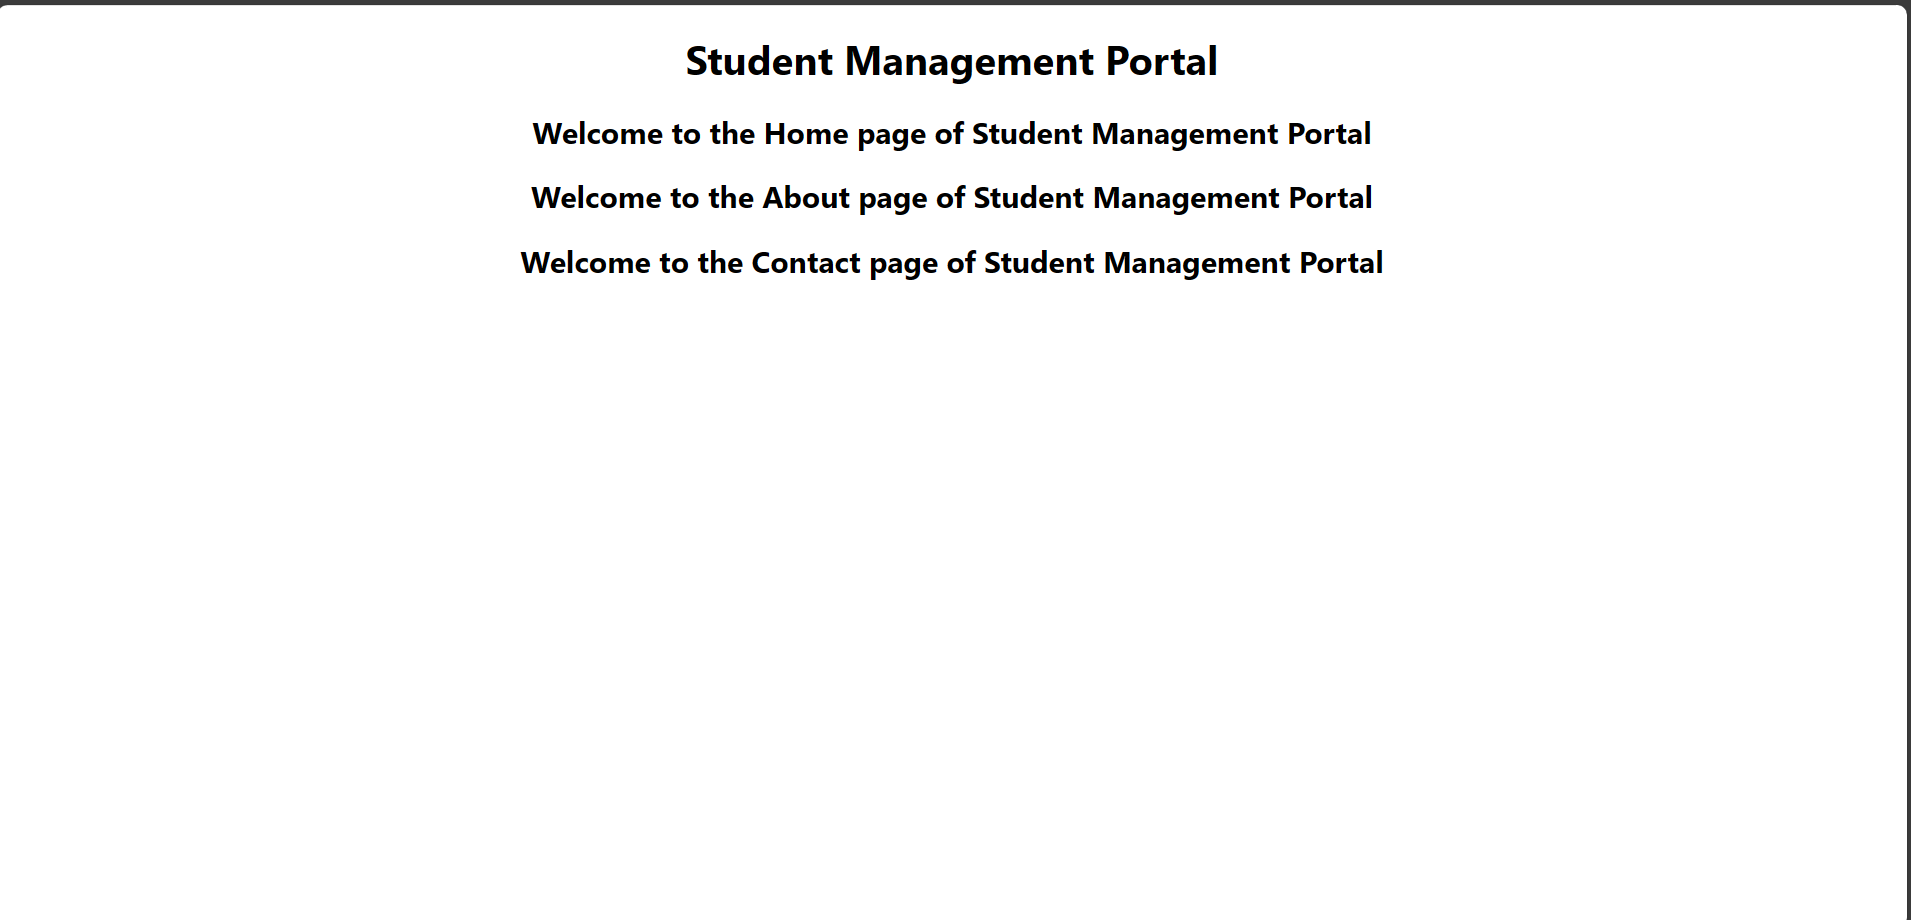 Student Management Portal
Welcome to the Home page of Student Management Portal
Welcome to the About page of Student Management Portal
Welcome to the Contact page of Student Management Portal